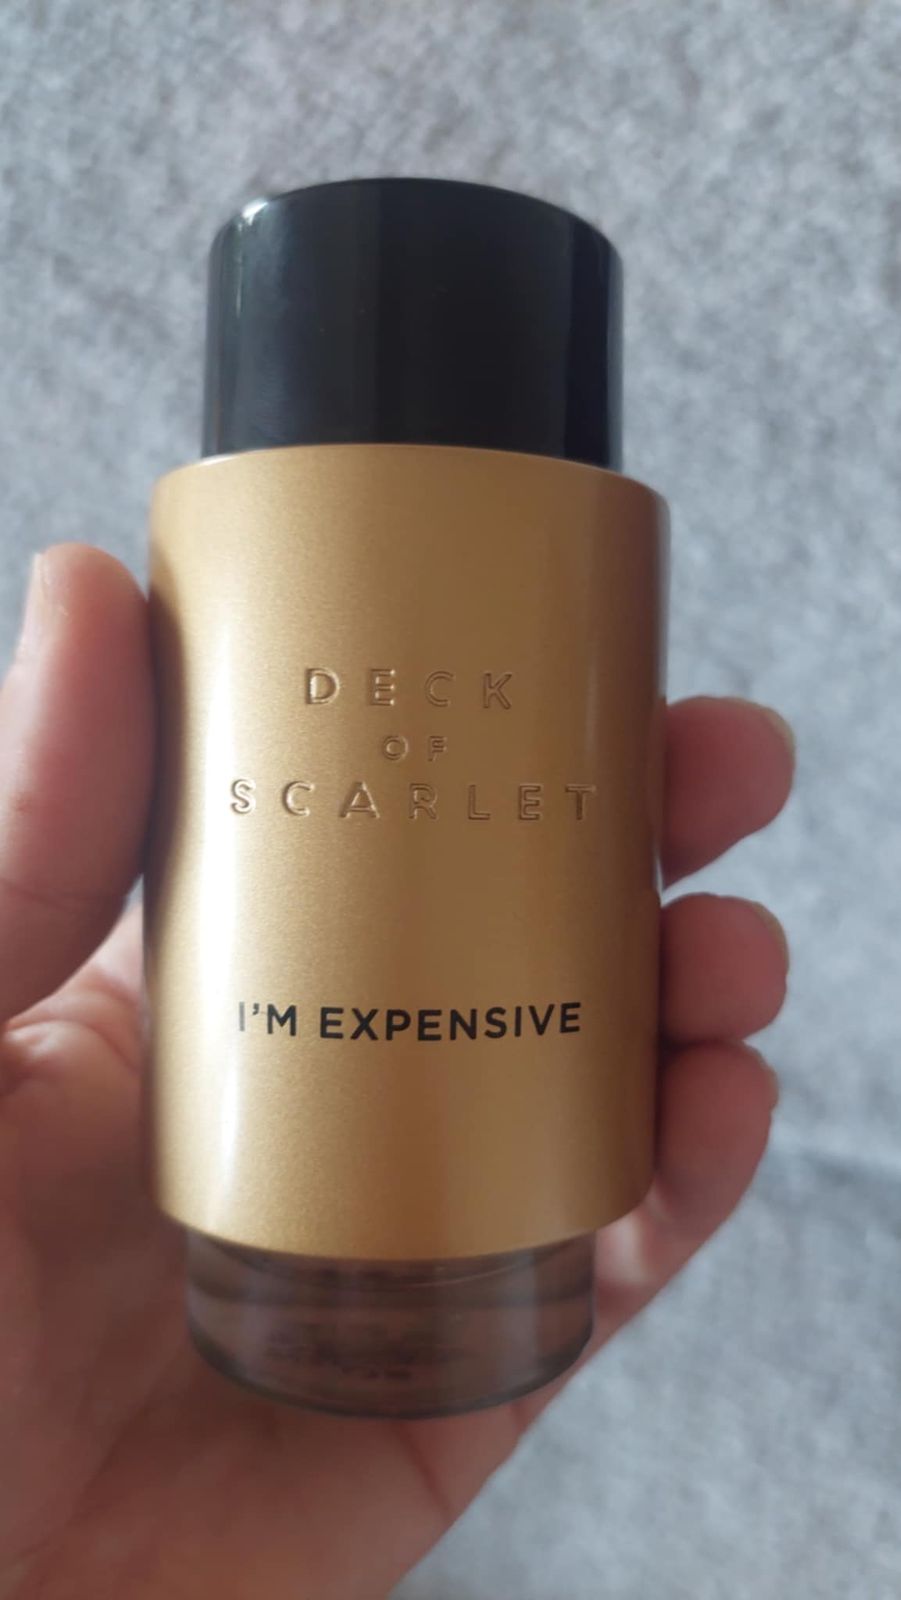 DECK
OF
SCARLET
I'M EXPENSIVE